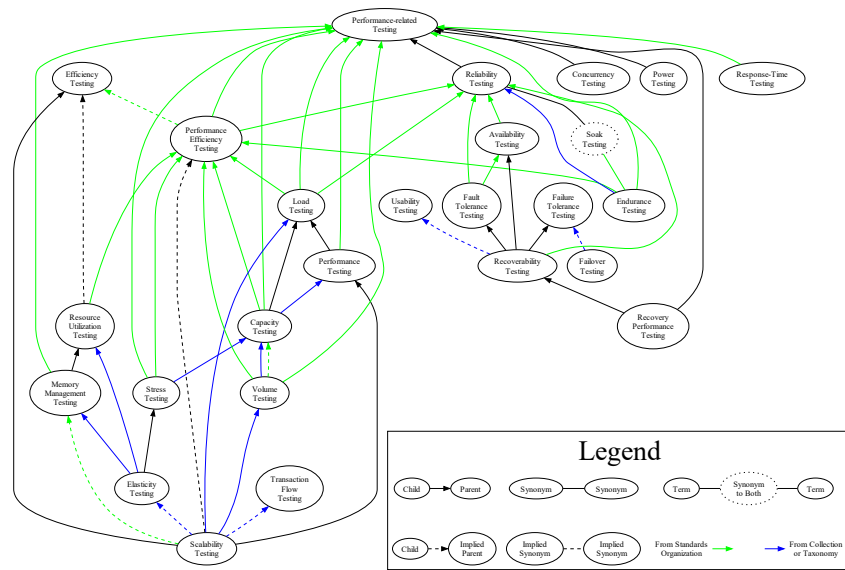 Performance-related
Testing
Efficiency
Testing
Reliability
Testing
Concurrency
Testing
Power
Testing
Response-Time
Testing
Performance
Efficiency
Testing
Availability
Testing
Soak
Testing
Load
Testing
Usability
Testing
Fault
Tolerance
Testing
Failure
Tolerance
Testing
Endurance
Testing
Performance
Testing
Recoverability
Testing
Failover
Testing
Resource
Utilization
Testing
Capacity
Testing
Recovery
Performance
Testing
Memory
Management
Testing
Stress
Testing
Volume
Testing
Elasticity
Testing
Transaction
Flow
Testing
Scalability
Testing
Legend
Child
Parent
Synonym
Synonym
Term
Synonym
to Both
Term
Child
Implied
Parent
Implied
Synonym
Implied
Synonym
From Standards
Organization
From Collection
or Taxonomy